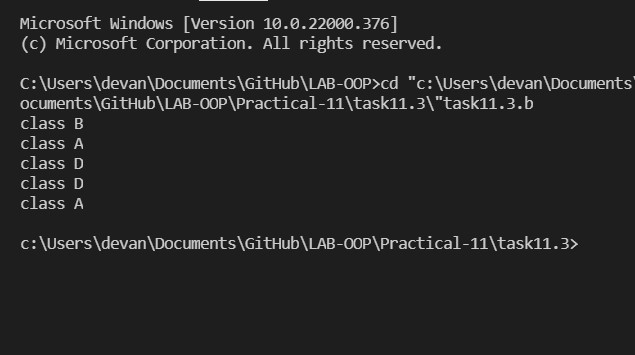 Microsoft Windows [Version 10.0.22000.376]
(c) Microsoft Corporation. All rights reserved.
C:\Users\devan\Documents\GitHub\LAB-OOP>cd "c:\Users\devan\Documents\
ocuments\GitHub\LAB-OOP\Practical-11\task11.3\"task11.3.b
class B
class A
class D
class D
class A
c:\Users\devan\Documents\GitHub\LAB-OOP\Practical-11\task11.3>